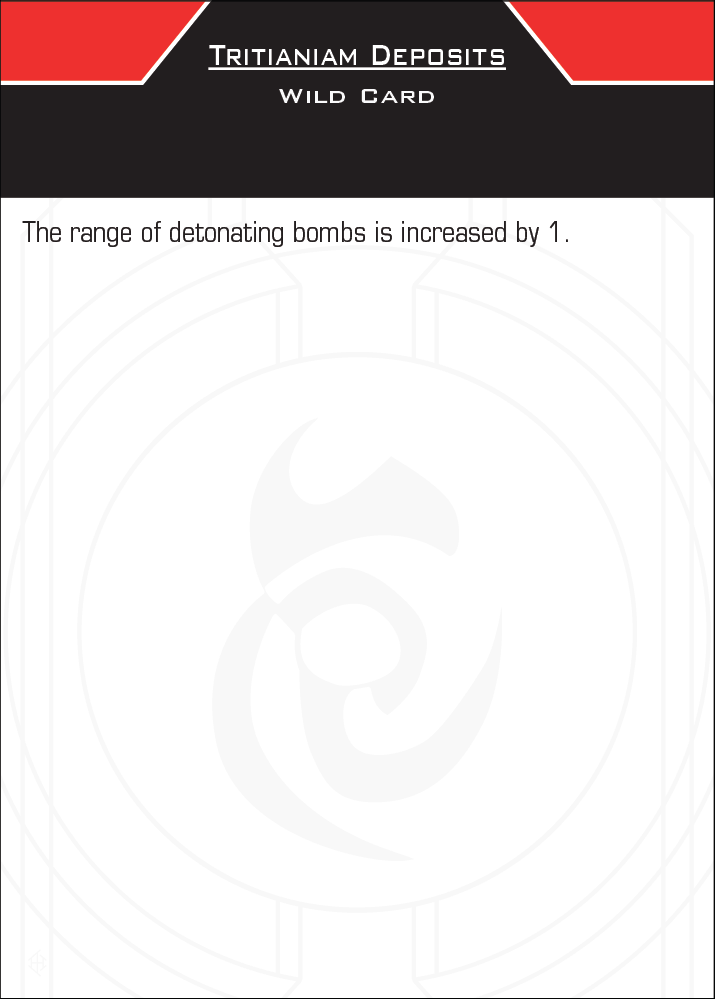 Tritianiam Deposits
Wild Card
The range of detonating bombs is increased by 1.